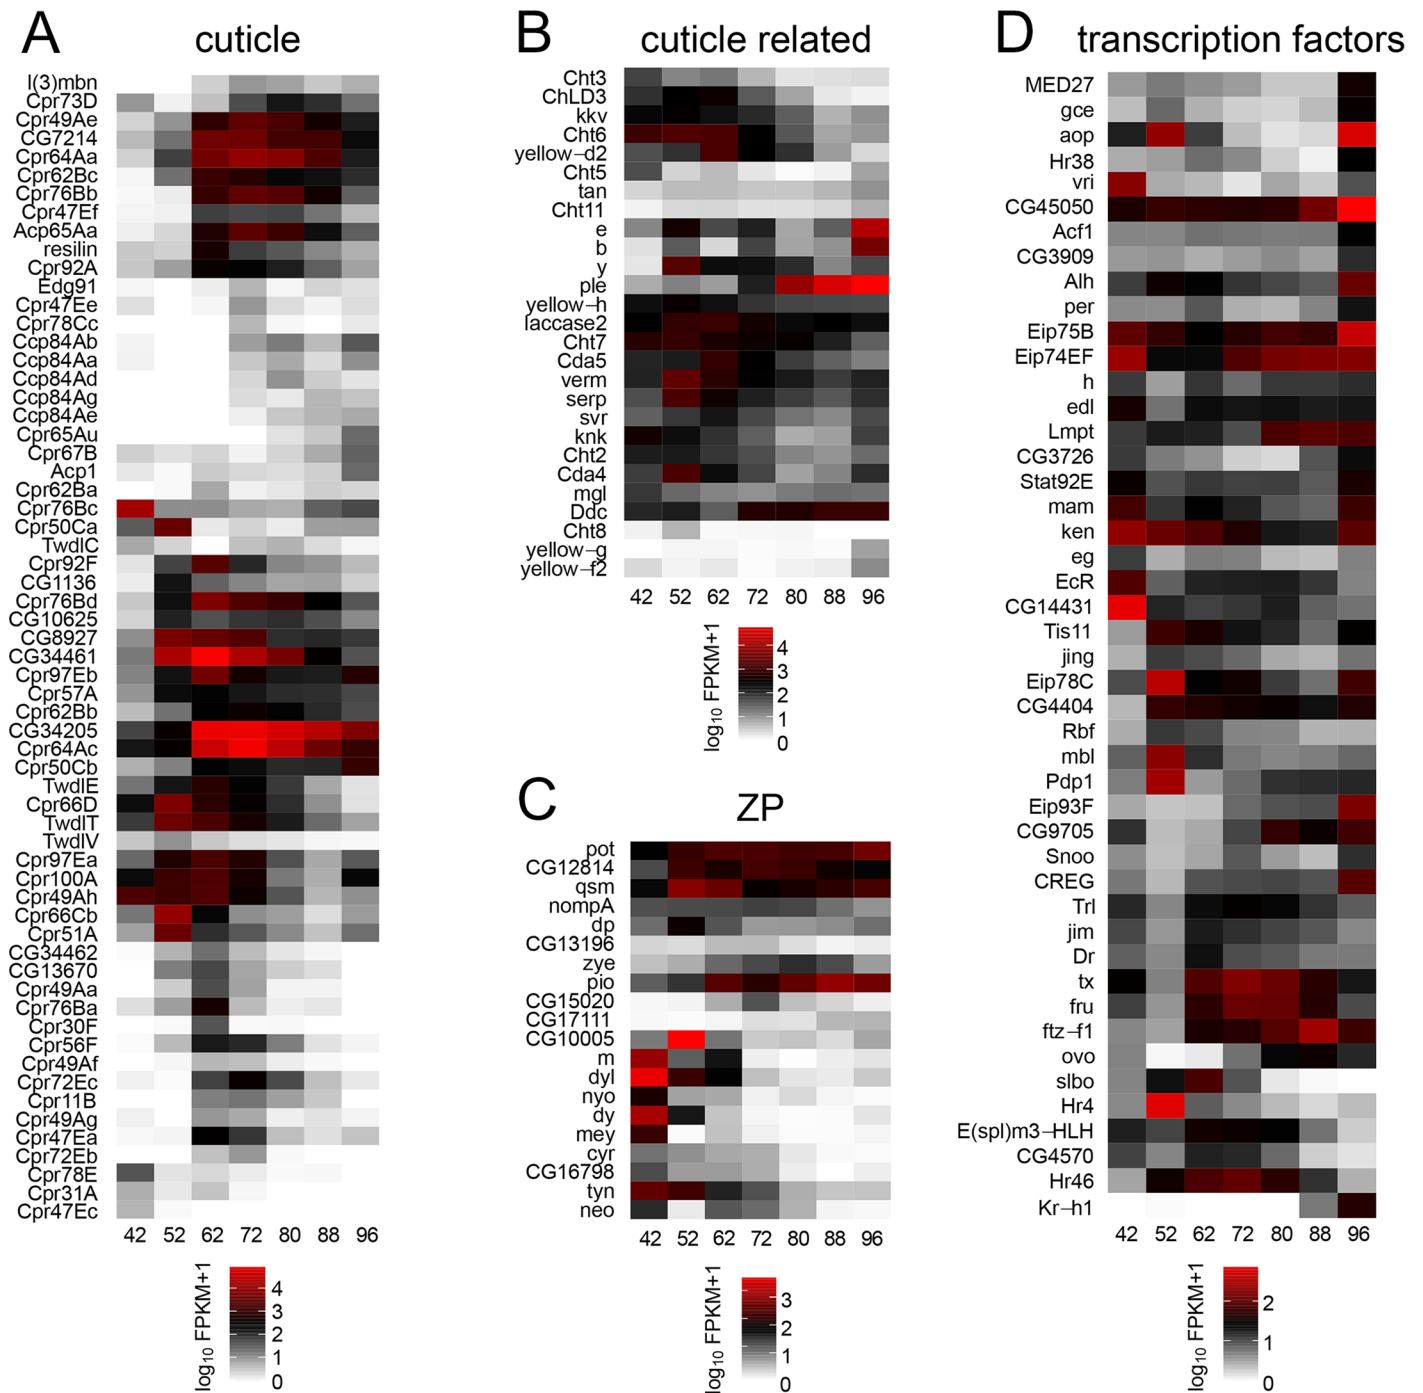 A
cuticle
l(3)mbn
Cpr73D
Cpr49Ae
CG7214
Cpr64Aa
Cpr62Bc
Cpr76Bb
Cpr47Ef
Acp65Aa
resilin
Cpr92A
Edg91
Cpr47Ee
Cpr78Cc
Ccp84Ab
Ccp84Aa
Ccp84Ad
Ccp84Ag
Ccp84Ae
Cpr65Au
Cpr67B
Acp1
Cpr62Ba
Cpr76Bc
Cpr50Ca
TwdlC
Cpr92F
CG1136
Cpr76Bd
CG10625
CG8927
CG34461
Cpr97Eb
Cpr57A
Cpr62Bb
CG34205
Cpr64Ac
Cpr50Cb
TwdlE
Cpr66D
TwdlT
TwdlV
Cpr97Ea
Cpr100A
Cpr49Ah
Cpr66Cb
Cpr51A
CG34462
CG13670
Cpr49Aa
Cpr76Ba
Cpr30F
Cpr56F
Cpr49Af
Cpr72Ec
Cpr11B
Cpr49Ag
Cpr47Ea
Cpr72Eb
Cpr78E
Cpr31A
Cpr47Ec
42 52 62 72 80 88 96
log10 FPKM+1
4
3
2
1
0
B
cuticle related
Cht3
ChLD3
kkv
Cht6
yellow−d2
Cht5
tan
Cht11
e
b
y
ple
yellow−h
laccase2
Cht7
Cda5
verm
serp
svr
knk
Cht2
Cda4
mgl
Ddc
Cht8
yellow−g
yellow−f2
42 52 62 72 80 88 96
log10 FPKM+1
4
3
2
1
0
C
ZP
pot
CG12814
qsm
nompA
dp
CG13196
zye
pio
CG15020
CG17111
CG10005
m
dyl
nyo
dy
mey
cyr
CG16798
tyn
neo
42 52 62 72 80 88 96
log10 FPKM+1
3
2
1
0
D
transcription factors
MED27
gce
aop
Hr38
vri
CG45050
Acf1
CG3909
Alh
per
Eip75B
Eip74EF
h
edl
Lmpt
CG3726
Stat92E
mam
ken
eg
EcR
CG14431
Tis11
jing
Eip78C
CG4404
Rbf
mbl
Pdp1
Eip93F
CG9705
Snoo
CREG
Trl
jim
Dr
tx
fru
ftz−f1
ovo
slbo
Hr4
E(spl)m3−HLH
CG4570
Hr46
Kr−h1
42 52 62 72 80 88 96
log10 FPKM+1
2
1
0